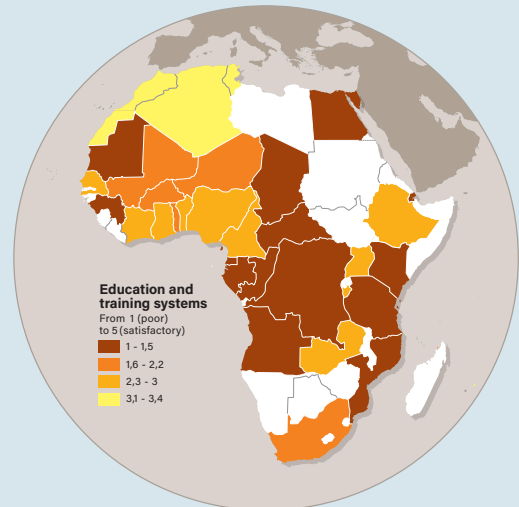 Education and
training systems
From 1 (poor)
to 5 (satisfactory)
1 - 1,5
1,6 - 2,2
2,3 - 3
3,1 - 3,4